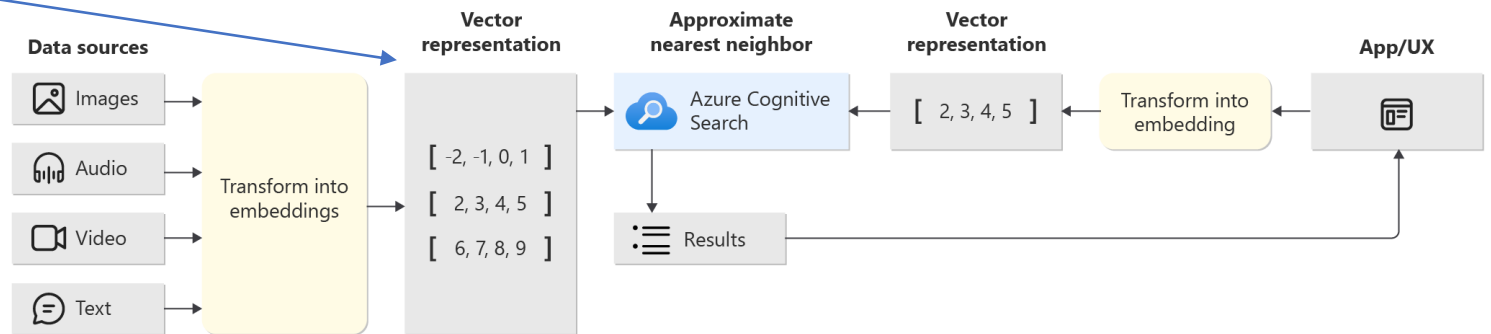 Data sources
Images
Audio
Video
Text
Transform into
embeddings
Vector
representation
[ -2, -1, 0, 1 ]
[ 2, 3, 4, 5 ]
[ 6, 7, 8, 9 ]
Approximate
nearest neighbor
Azure Cognitive
Search
Results
Vector
representation
[ 2, 3, 4, 5 ]
Transform into
embedding
App/UX